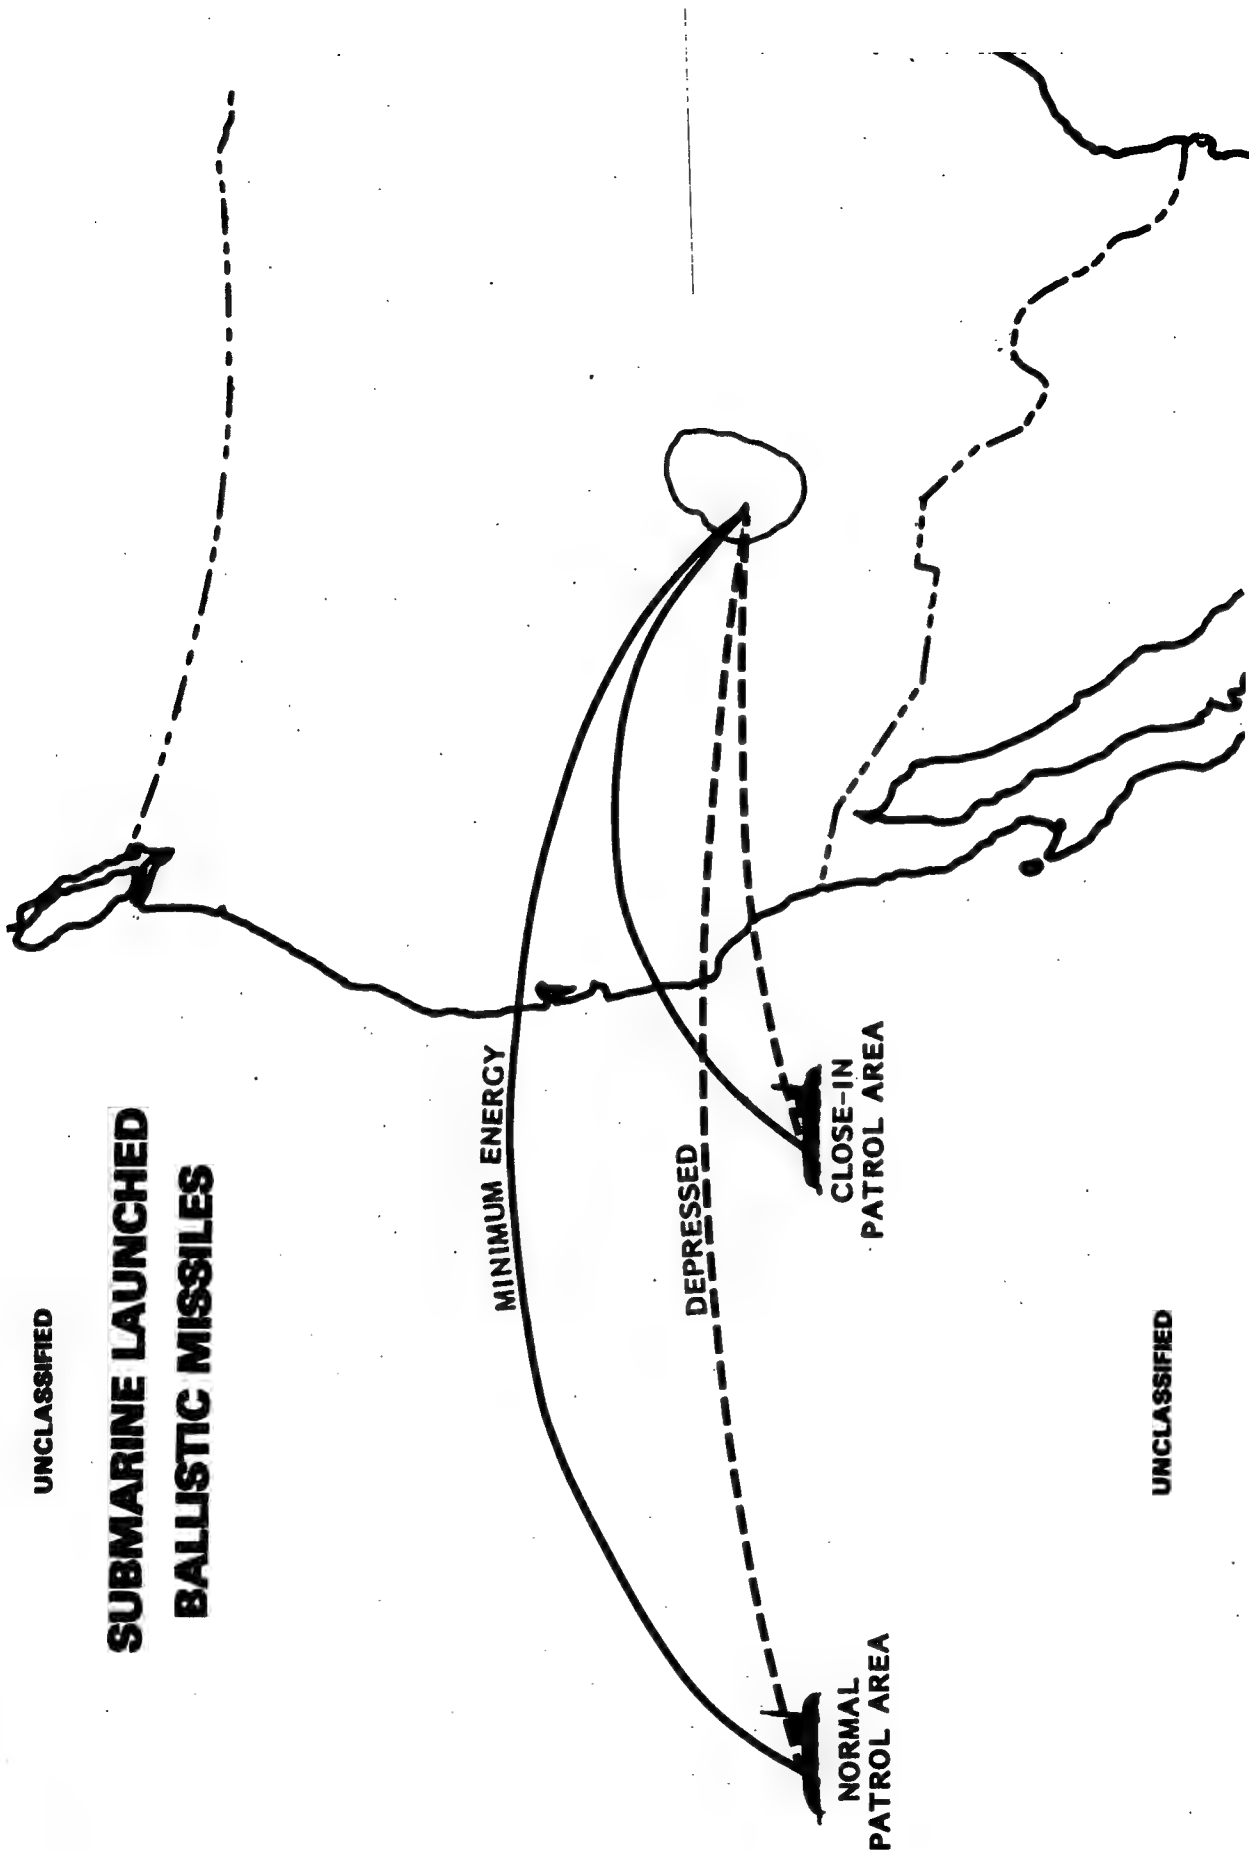 UNCLASSIFIED
SUBMARINE LAUNCHED
BALLISTIC MISSILES
MINIMUM ENERGY
DEPRESSED
NORMAL
PATROL AREA
CLOSE-IN
PATROL AREA
UNCLASSIFIED